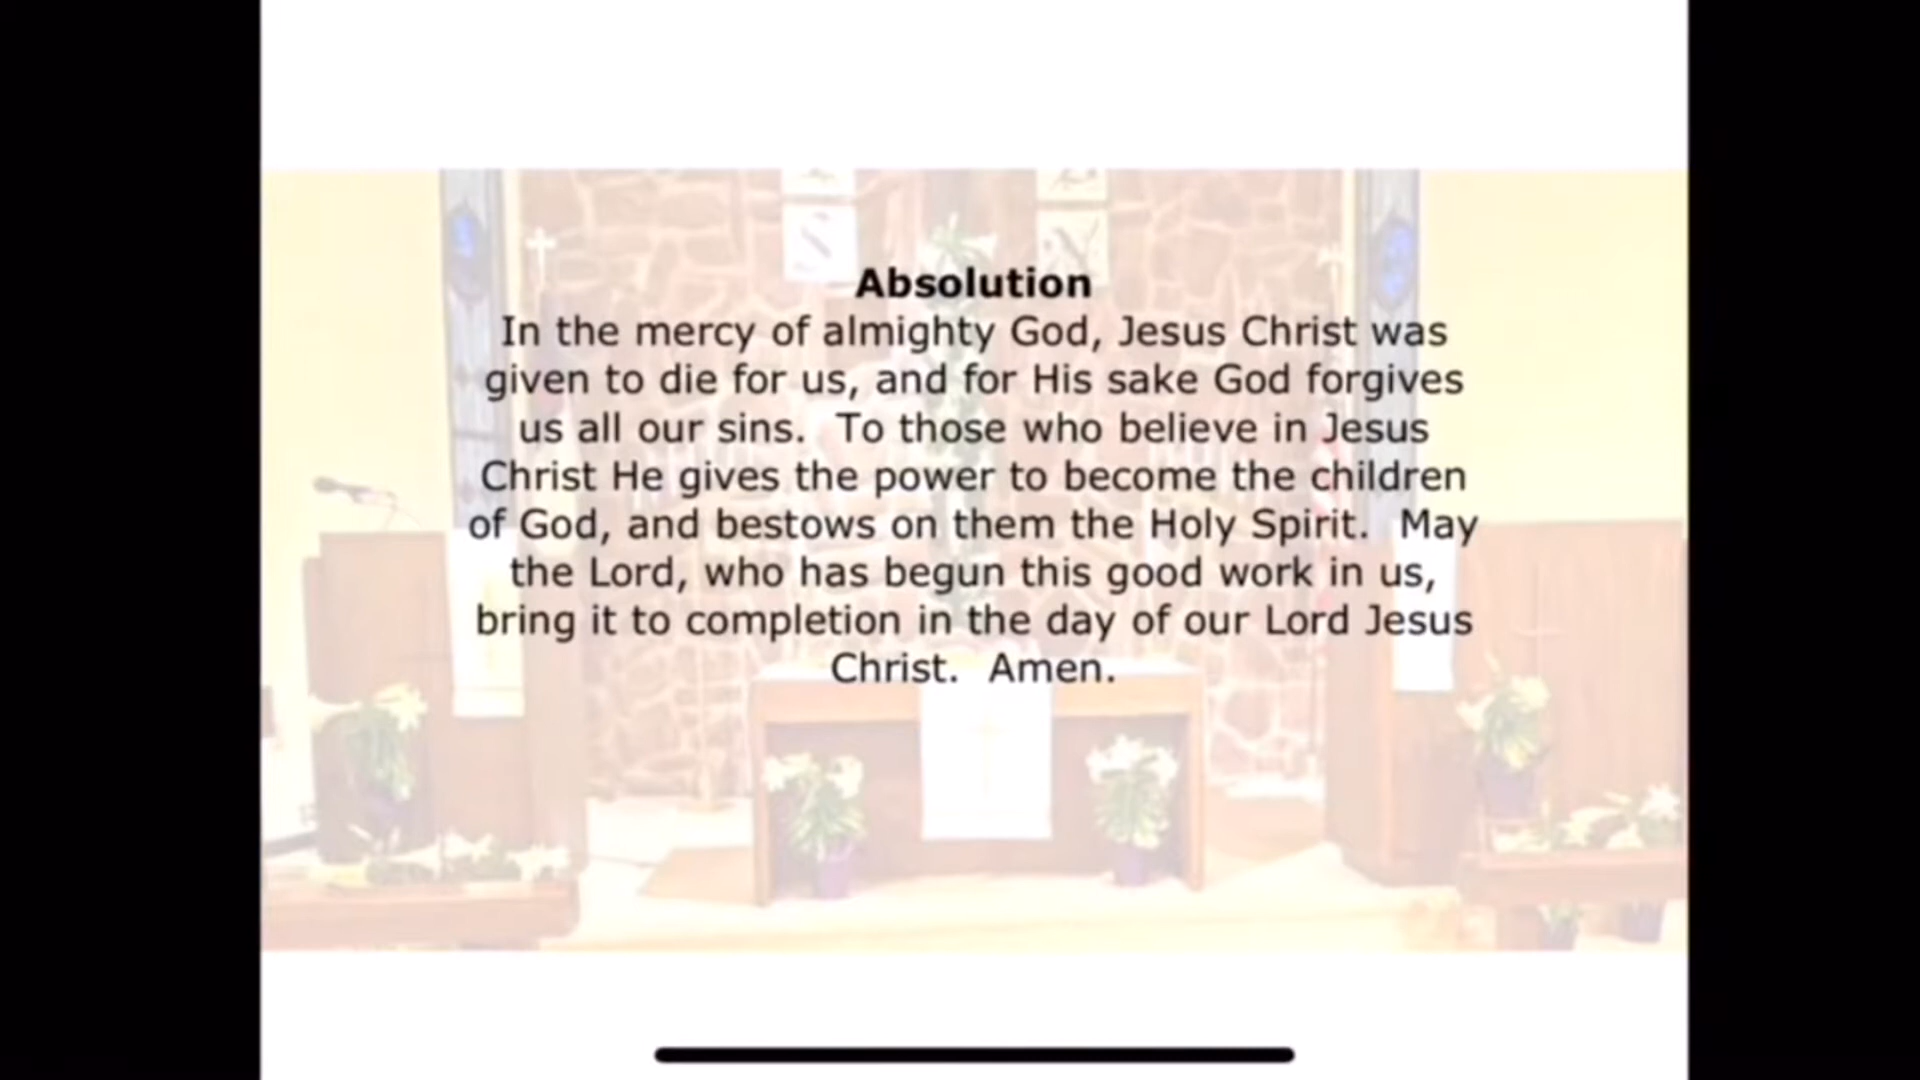 Absolution
In the mercy of almighty God, Jesus Christ was
given to die for us, and for His sake God forgives
us all our sins.  To those who believe in Jesus
Christ He gives the power to become the children
of God, and bestows on them the Holy Spirit.  May
the Lord, who has begun this good work in us,
bring it to completion in the day of our Lord Jesus
Christ.  Amen.